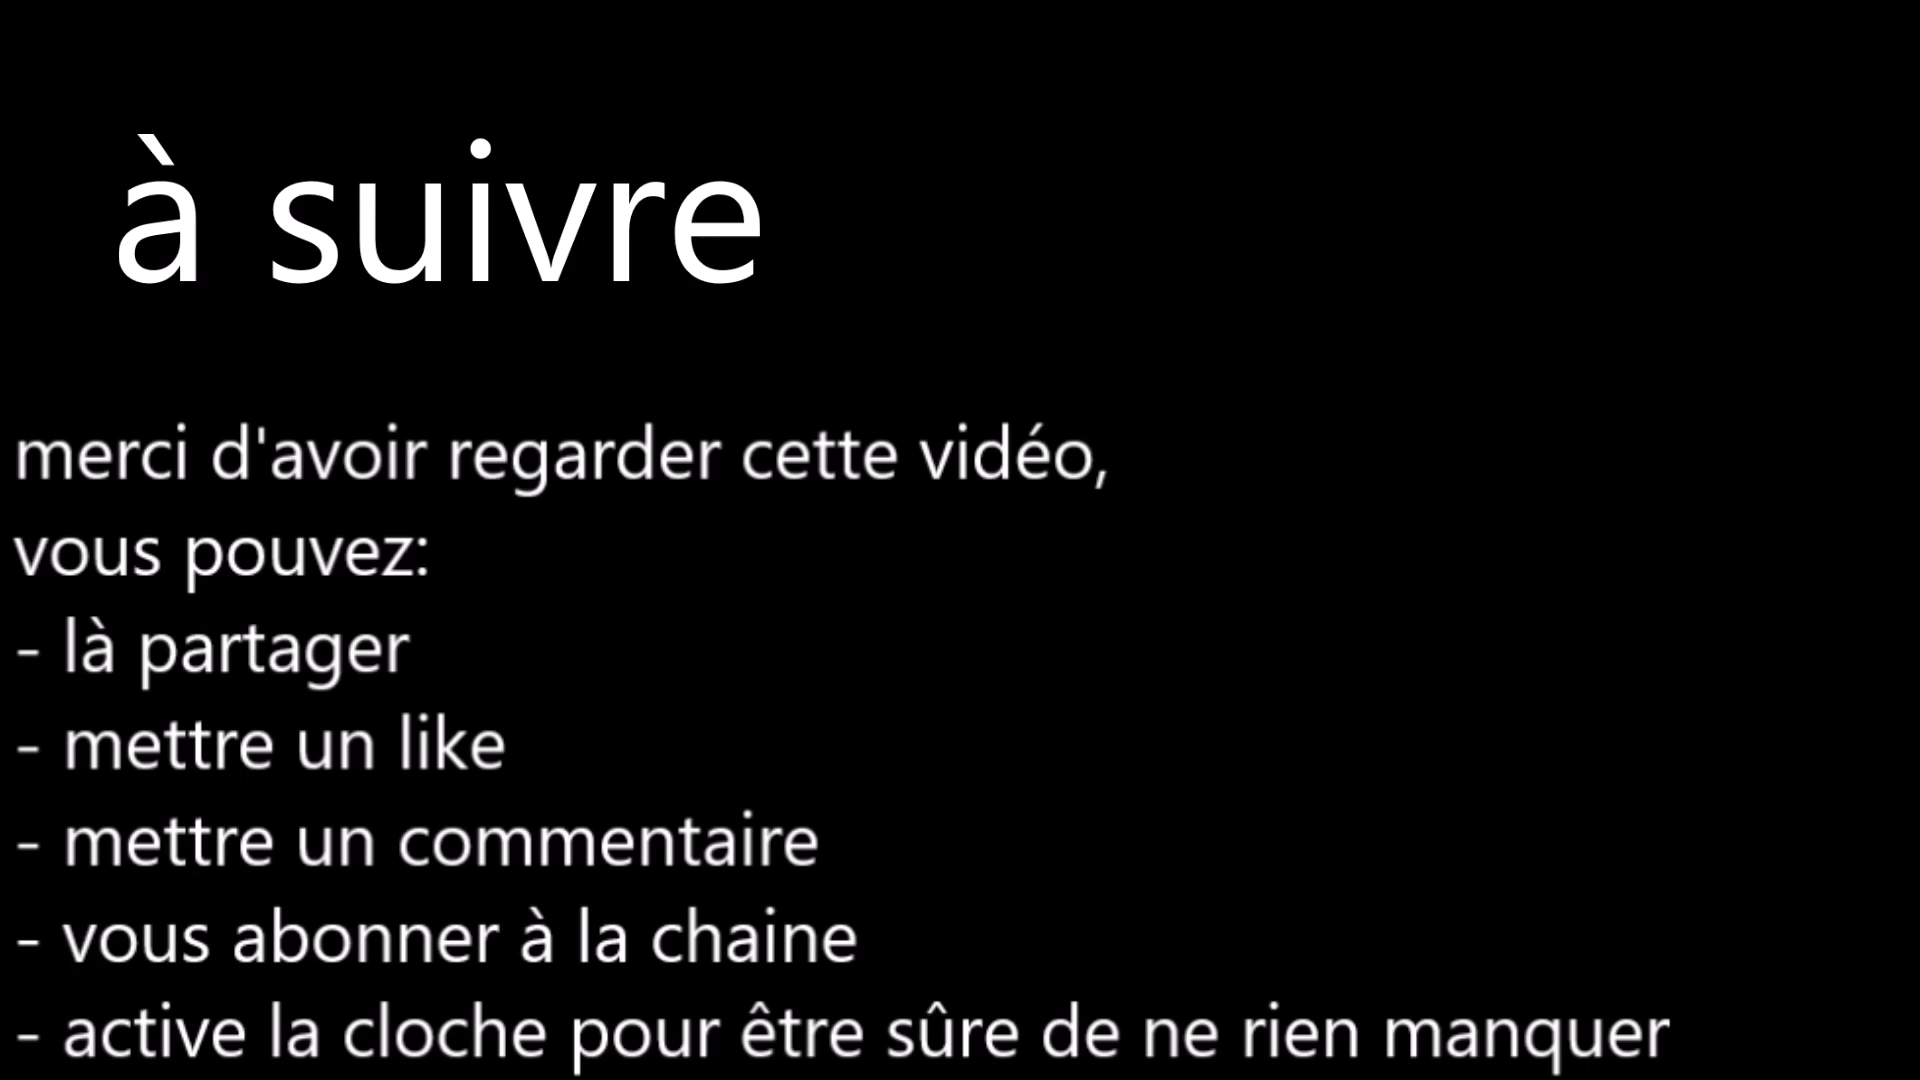 à suivre
merci d'avoir regarder cette vidéo,
vous pouvez:
- là partager
- mettre un like
- mettre un commentaire
- vous abonner à la chaine
- active la cloche pour être sûre de ne rien manquer